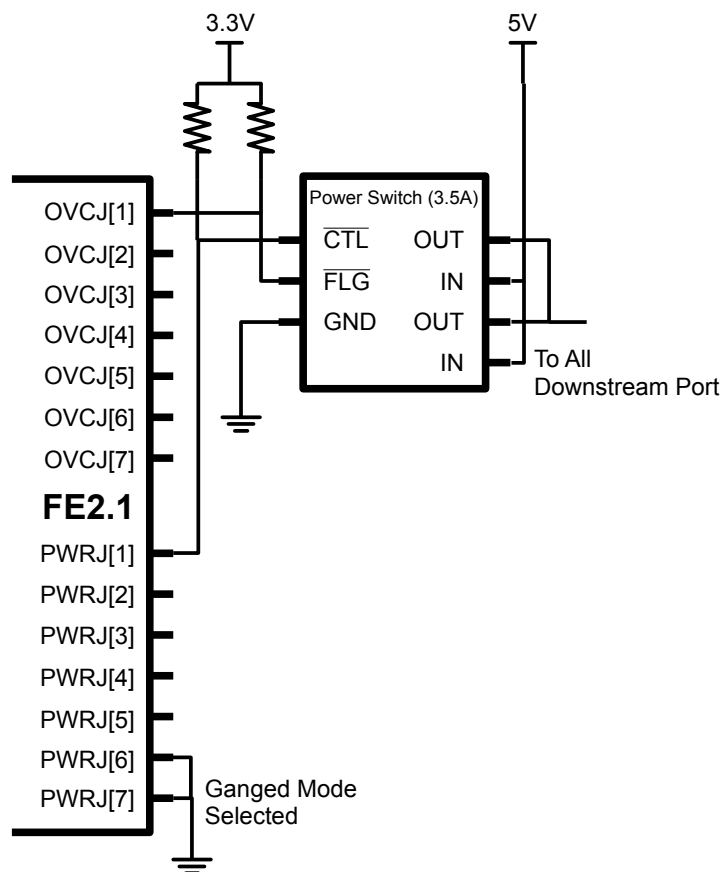 3.3V
5V
OVCJ[1]
OVCJ[2]
OVCJ[3]
OVCJ[4]
OVCJ[5]
OVCJ[6]
OVCJ[7]
FE2.1
PWRJ[1]
PWRJ[2]
PWRJ[3]
PWRJ[4]
PWRJ[5]
PWRJ[6]
PWRJ[7]
Power Switch (3.5A)
CTL OUT
FLG IN
GND OUT
IN
To All
Downstream Port
Ganged Mode
Selected